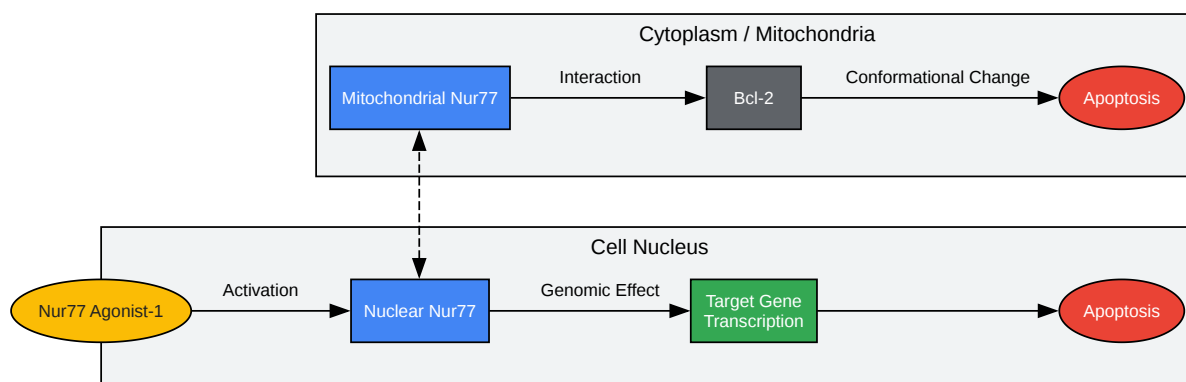 Cytoplasm / Mitochondria
Mitochondrial Nur77
Interaction
Bcl-2
Conformational Change
Apoptosis
Cell Nucleus
Nur77 Agonist-1
Activation
Nuclear Nur77
Genomic Effect
Target Gene
Transcription
Apoptosis